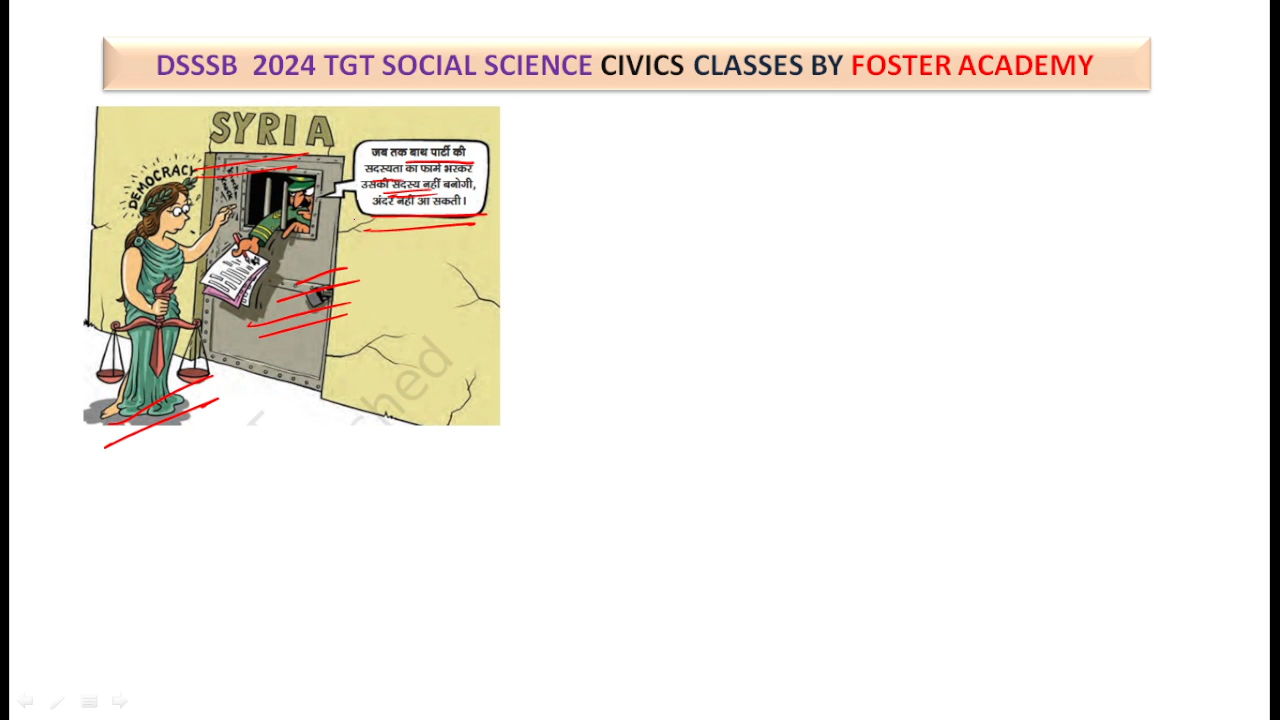 DSSSB 2024 TGT SOCIAL SCIENCE CIVICS CLASSES BY FOSTER ACADEMY
SYRIA
DEMOCRACY
जब तक बाथ पार्टी की
सदस्यता का फार्म भरकर
उसकी सदस्य नहीं बनोगी,
अंदर नहीं आ सकती।